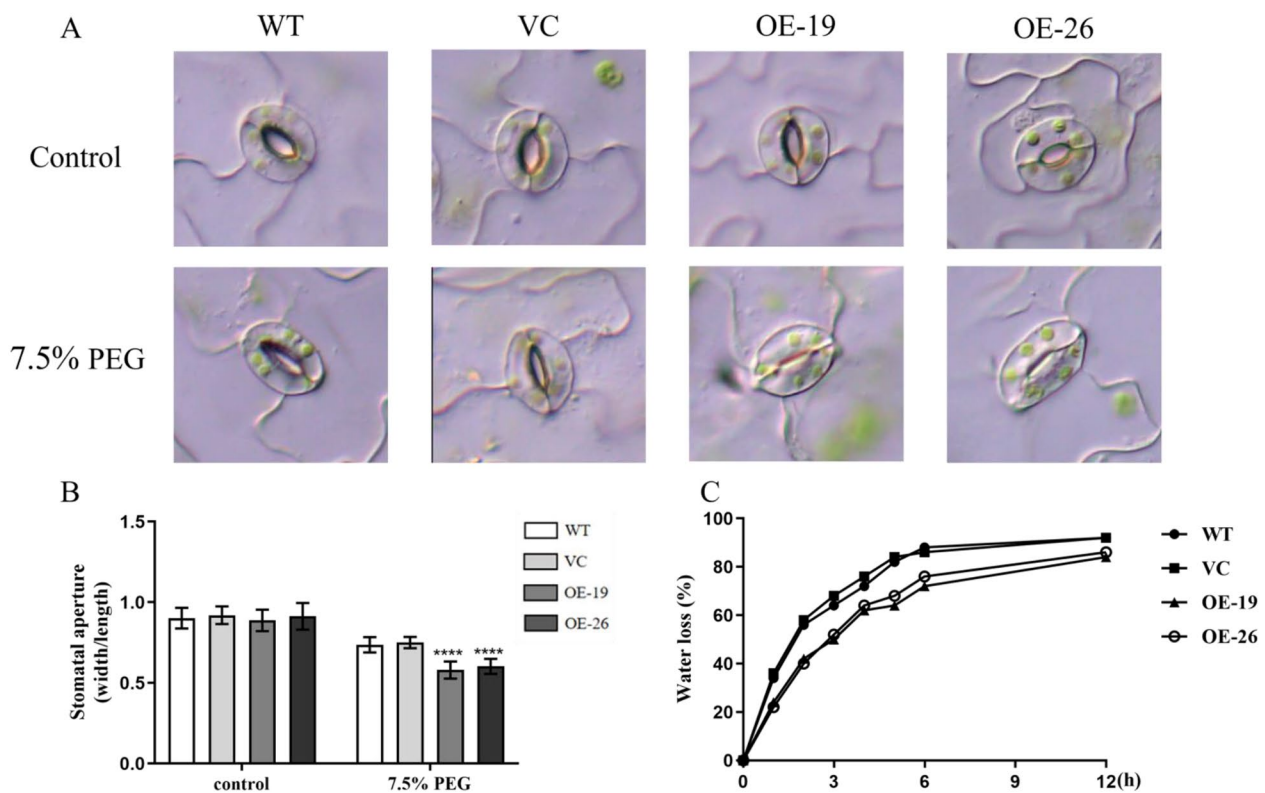 A
WT
VC
OE-19
OE-26
Control
7.5% PEG
B
Stomatal aperture
(width/length)
1.5
1.0
0.5
0.0
**** ****
control
7.5% PEG
WT
VC
OE-19
OE-26
C
Water loss (%)
100
80
60
40
20
0
0 3 6 9 12(h)
WT
VC
OE-19
OE-26